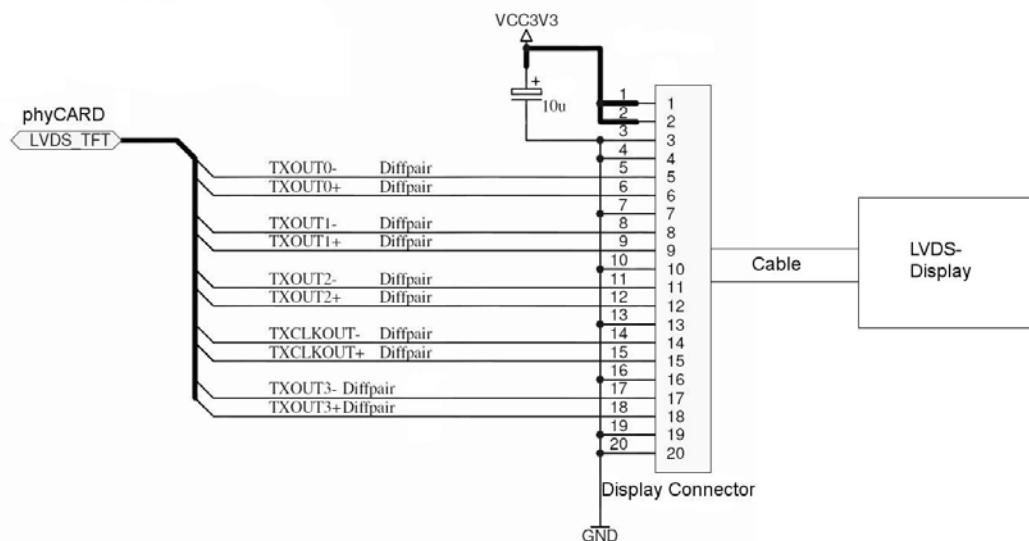 VCC3V3
+
10u
phyCARD
LVDS_TFT
1 1
2 2
3 3
4 4
TXOUT0- Diffpair 5 5
TXOUT0+ Diffpair 6 6
7 7
TXOUT1- Diffpair 8 8
TXOUT1+ Diffpair 9 9
10 10
TXOUT2- Diffpair 11 11
TXOUT2+ Diffpair 12 12
13 13
TXCLKOUT- Diffpair 14 14
TXCLKOUT+ Diffpair 15 15
16 16
TXOUT3- Diffpair 17 17
TXOUT3+Diffpair 18 18
19 19
20 20
Display Connector
GND
Cable
LVDS-
Display